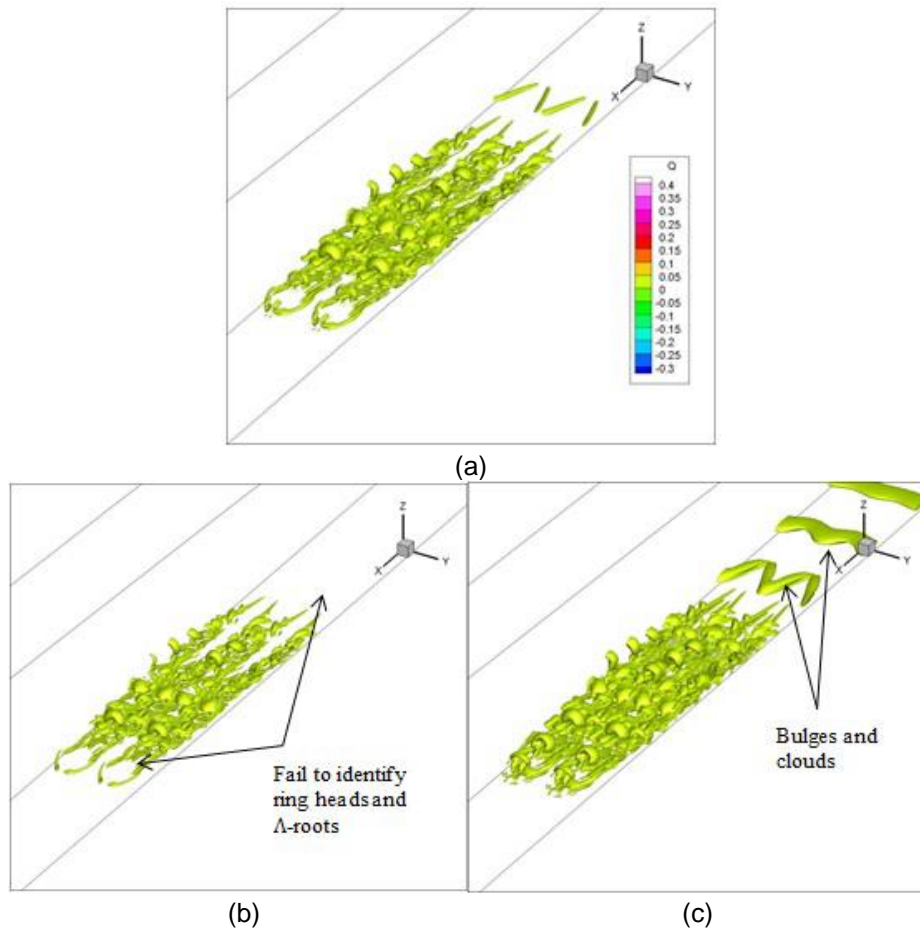 Z
X
Y
Q
0.4
0.35
0.3
0.25
0.2
0.15
0.1
0.05
0
-0.05
-0.1
-0.15
-0.2
-0.25
-0.3
(a)
Z
X
Y
Fail to identify
ring heads and
Λ-roots
(b)
Z
X
Y
Bulges and
clouds
(c)